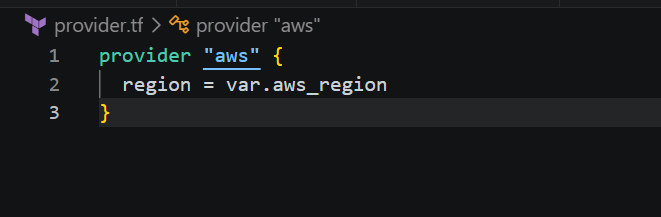 provider.tf > provider "aws"
1 provider "aws" {
2 region = var.aws_region
3 }